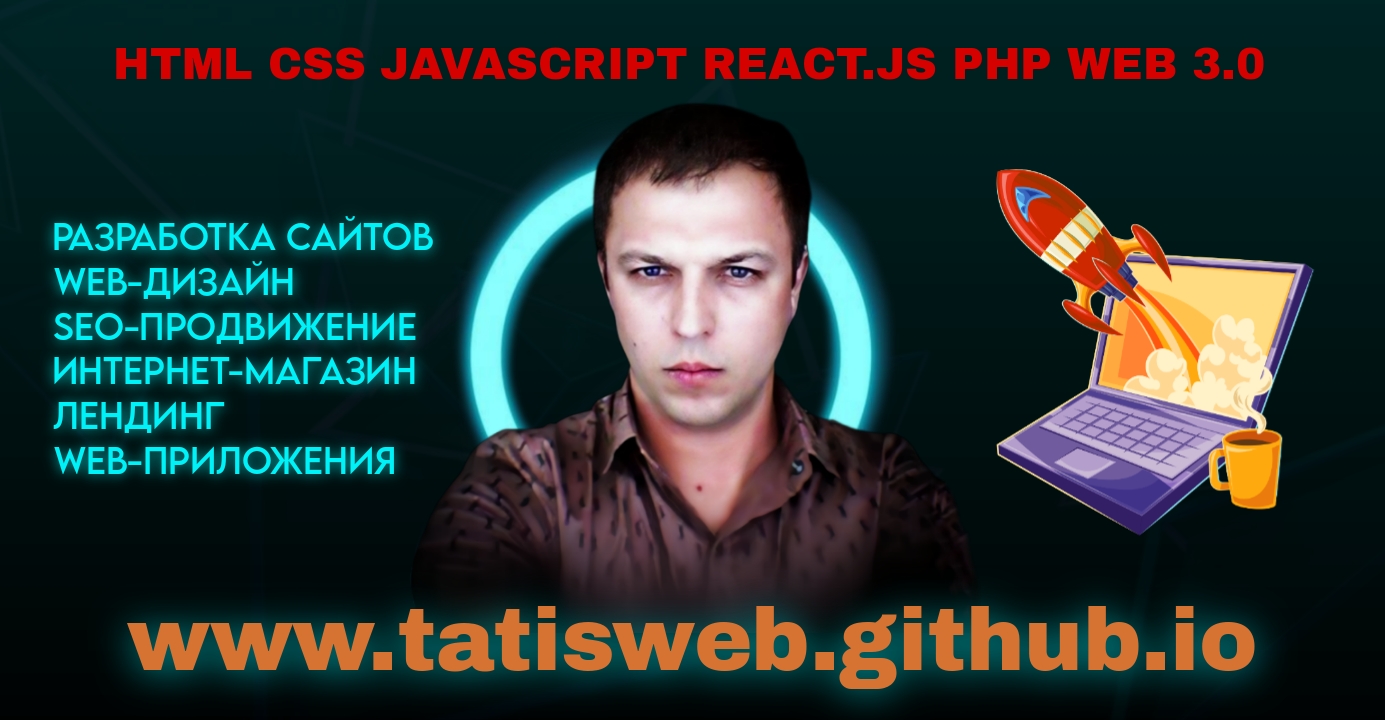 HTML CSS JAVASCRIPT REACT.JS PHP WEB 3.0
РАЗРАБОТКА САЙТОВ
WEB-ДИЗАЙН
SEO-ПРОДВИЖЕНИЕ
ИНТЕРНЕТ-МАГАЗИН
ЛЕНДИНГ
WEB-ПРИЛОЖЕНИЯ
www.tatisweb.github.io